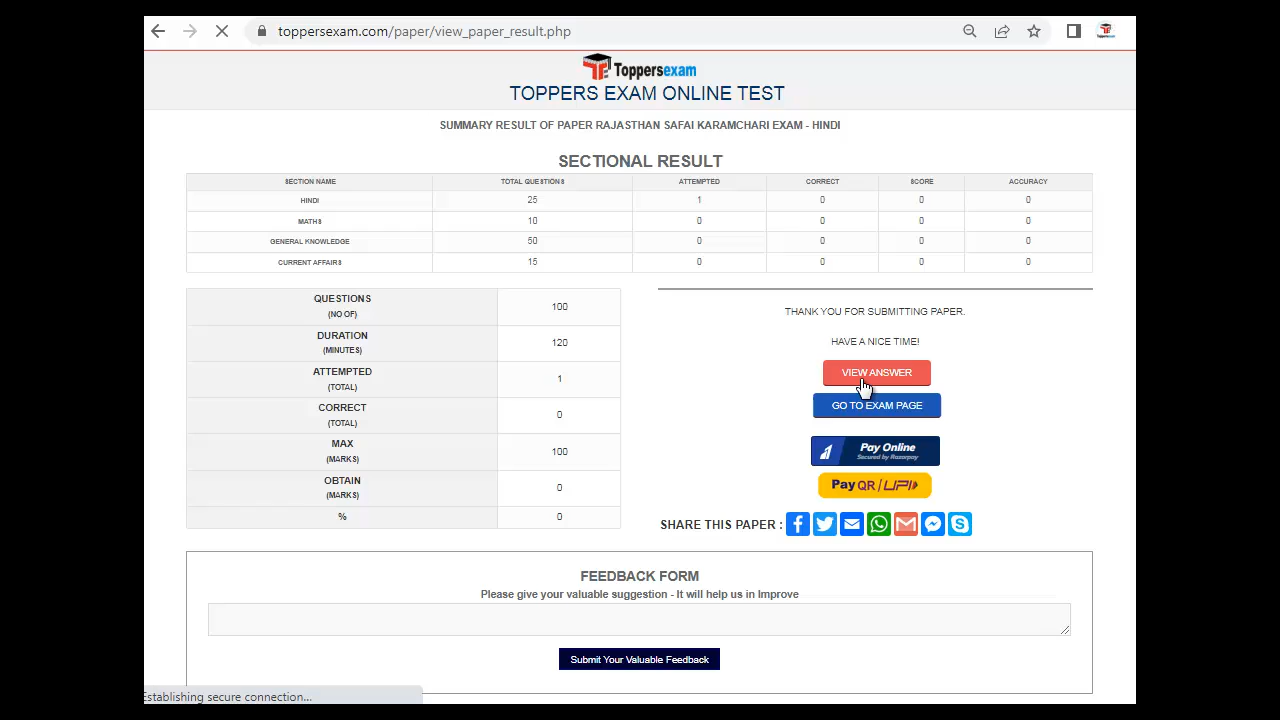 toppersexam.com/paper/view_paper_result.php
Toppersexam
TOPPERS EXAM ONLINE TEST
SUMMARY RESULT OF PAPER RAJASTHAN SAFAI KARAMCHARI EXAM - HINDI
SECTIONAL RESULT
SECTION NAME TOTAL QUESTIONS ATTEMPTED CORRECT SCORE ACCURACY
HINDI 25 1 0 0 0
MATHS 10 0 0 0 0
GENERAL KNOWLEDGE 50 0 0 0 0
CURRENT AFFAIRS 15 0 0 0 0
QUESTIONS
(NO OF)
100
DURATION
(MINUTES)
120
ATTEMPTED
(TOTAL)
1
CORRECT
(TOTAL)
0
MAX
(MARKS)
100
OBTAIN
(MARKS)
0
% 0
THANK YOU FOR SUBMITTING PAPER.
HAVE A NICE TIME!
VIEW ANSWER
GO TO EXAM PAGE
Pay Online
Secured by Razorpay
Pay QR/UPI
SHARE THIS PAPER :
FEEDBACK FORM
Please give your valuable suggestion - It will help us in Improve
Submit Your Valuable Feedback
Establishing secure connection...